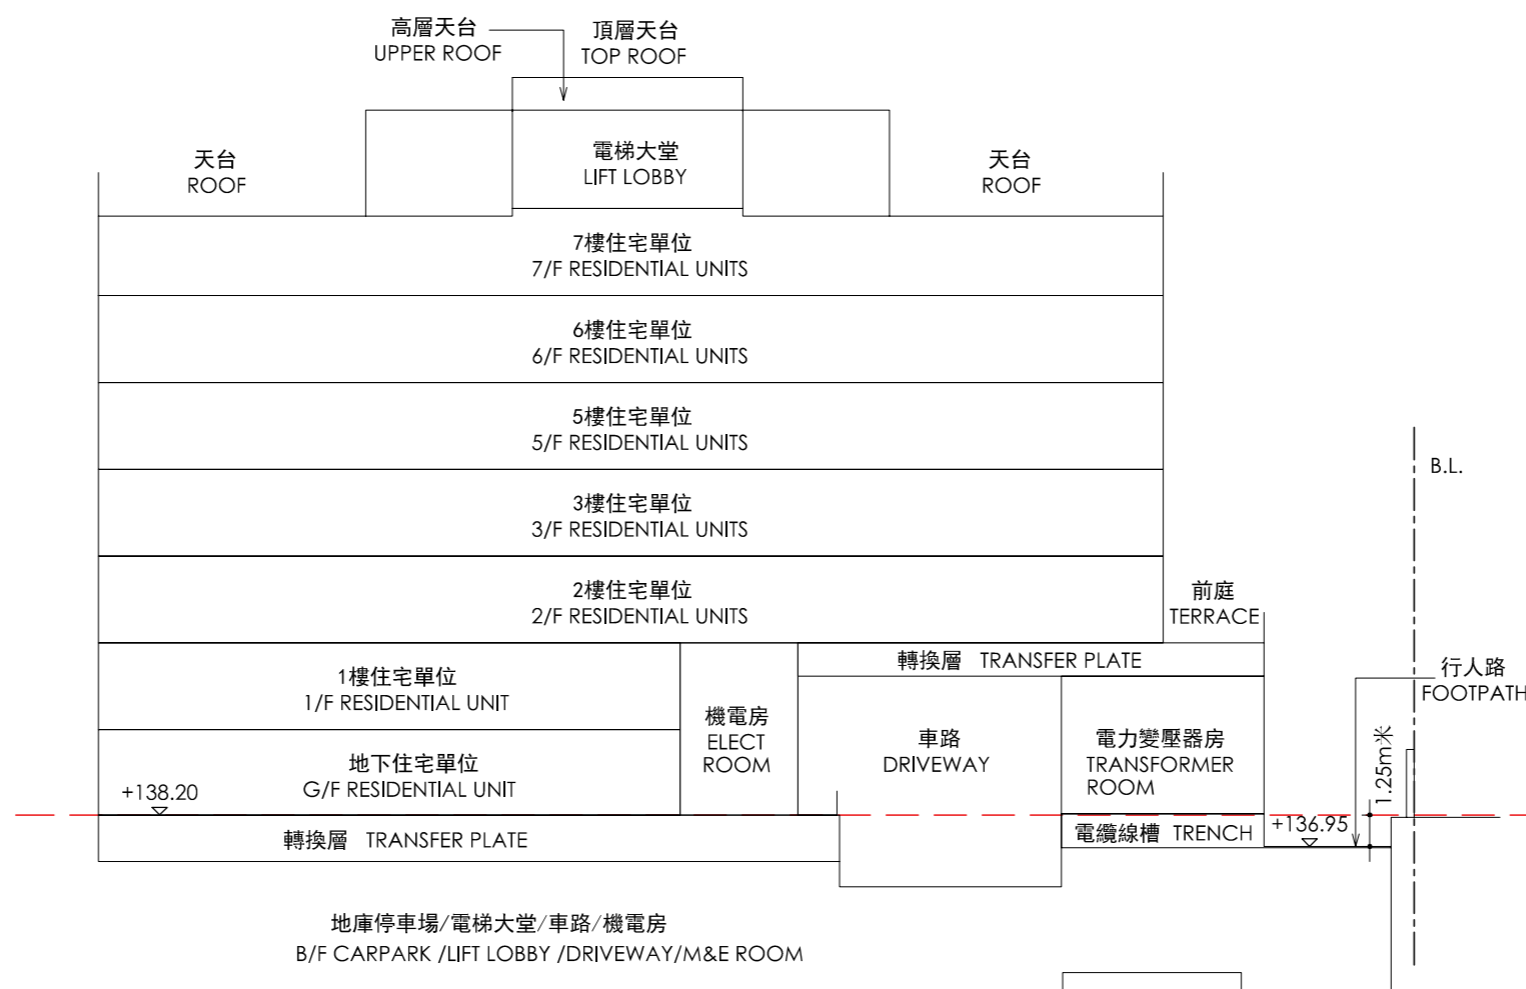 高層天台
UPPER ROOF
頂層天台
TOP ROOF
天台
ROOF
電梯大堂
LIFT LOBBY
天台
ROOF
7樓住宅單位
7/F RESIDENTIAL UNITS
6樓住宅單位
6/F RESIDENTIAL UNITS
5樓住宅單位
5/F RESIDENTIAL UNITS
B.L.
3樓住宅單位
3/F RESIDENTIAL UNITS
2樓住宅單位
2/F RESIDENTIAL UNITS
前庭
TERRACE
轉換層 TRANSFER PLATE
行人路
FOOTPATH
1樓住宅單位
1/F RESIDENTIAL UNIT
機電房
ELECT
ROOM
車路
DRIVEWAY
電力變壓器房
TRANSFORMER
ROOM
1.25m米
地下住宅單位
G/F RESIDENTIAL UNIT
+138.20
轉換層 TRANSFER PLATE
電纜線槽 TRENCH
+136.95
地庫停車場/電梯大堂/車路/機電房
B/F CARPARK /LIFT LOBBY /DRIVEWAY/M&E ROOM